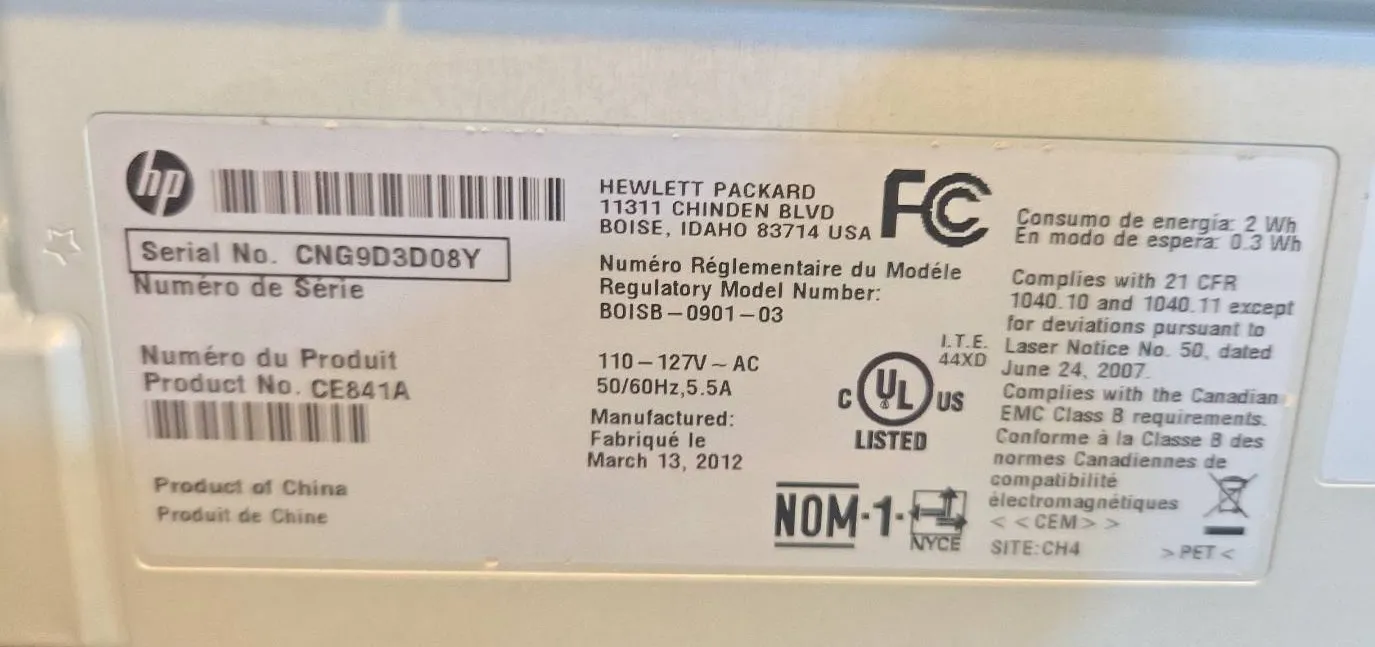 hp
Serial No. CNG9D3D08Y
Numéro de Série
Numéro du Produit
Product No. CE841A
Product of China
Produit de Chine
HEWLETT PACKARD
11311 CHINDEN BLVD
BOISE, IDAHO 83714 USA
Numéro Réglementaire du Modéle
Regulatory Model Number:
BOISB-0901-03
110-127V ~ AC
50/60Hz,5.5A
Manufactured:
Fabriqué le
March 13, 2012
FC
I.T.E.
44XD
C UL US
LISTED
NOM-1-
NYCE
Consumo de energía: 2 Wh
En modo de espera: 0.3 Wh
Complies with 21 CFR
1040.10 and 1040.11 except
for deviations pursuant to
Laser Notice No. 50, dated
June 24, 2007.
Complies with the Canadian
EMC Class B requirements.
Conforme à la Classe B des
normes Canadiennes de
compatibilité
électromagnétiques
< <CEM> >
SITE:CH4
>PET<